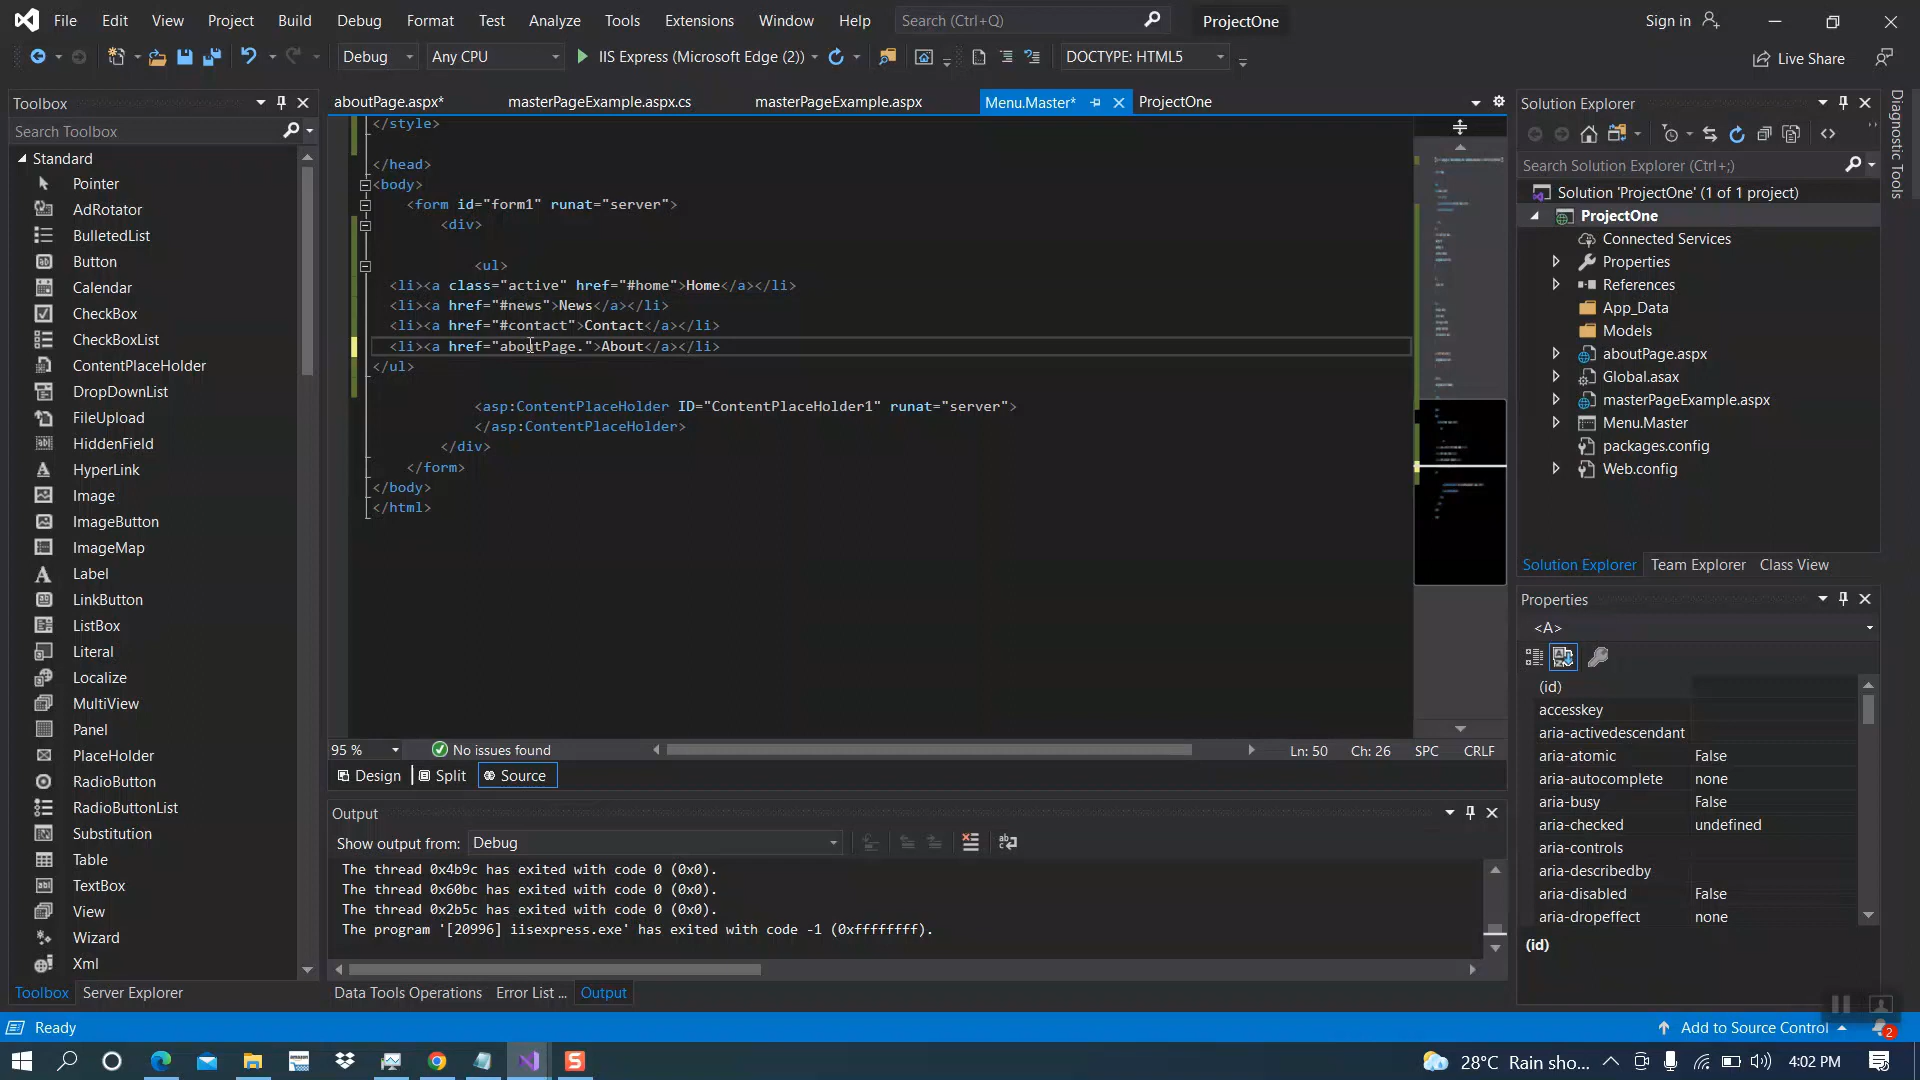 File Edit View Project Build Debug Format Test Analyze Tools Extensions Window Help Search (Ctrl+Q) ProjectOne Sign in
Debug Any CPU IIS Express (Microsoft Edge (2)) DOCTYPE: HTML5 Live Share
Toolbox
Search Toolbox
Standard
Pointer
AdRotator
BulletedList
Button
Calendar
CheckBox
CheckBoxList
ContentPlaceHolder
DropDownList
FileUpload
HiddenField
HyperLink
Image
ImageButton
ImageMap
Label
LinkButton
ListBox
Literal
Localize
MultiView
Panel
PlaceHolder
RadioButton
RadioButtonList
Substitution
Table
TextBox
View
Wizard
Xml
Toolbox Server Explorer
aboutPage.aspx* masterPageExample.aspx.cs masterPageExample.aspx Menu.Master* ProjectOne
</style>
</head>
<body>
<form id="form1" runat="server">
<div>
<ul>
<li><a class="active" href="#home">Home</a></li>
<li><a href="#news">News</a></li>
<li><a href="#contact">Contact</a></li>
<li><a href="aboutPage.">About</a></li>
</ul>
<asp:ContentPlaceHolder ID="ContentPlaceHolder1" runat="server">
</asp:ContentPlaceHolder>
</div>
</form>
</body>
</html>
95 % No issues found Ln: 50 Ch: 26 SPC CRLF
Design Split Source
Output
Show output from: Debug
The thread 0x4b9c has exited with code 0 (0x0).
The thread 0x60bc has exited with code 0 (0x0).
The thread 0x2b5c has exited with code 0 (0x0).
The program '[20996] iisexpress.exe' has exited with code -1 (0xffffffff).
Data Tools Operations Error List ... Output
Solution Explorer
Search Solution Explorer (Ctrl+;)
Solution 'ProjectOne' (1 of 1 project)
ProjectOne
Connected Services
Properties
References
App_Data
Models
aboutPage.aspx
Global.asax
masterPageExample.aspx
Menu.Master
packages.config
Web.config
Solution Explorer Team Explorer Class View
Properties
<A>
(id)
accesskey
aria-activedescendant
aria-atomic False
aria-autocomplete none
aria-busy False
aria-checked undefined
aria-controls
aria-describedby
aria-disabled False
aria-dropeffect none
(id)
Diagnostic Tools
Ready Add to Source Control 2
28°C Rain sho... 4:02 PM